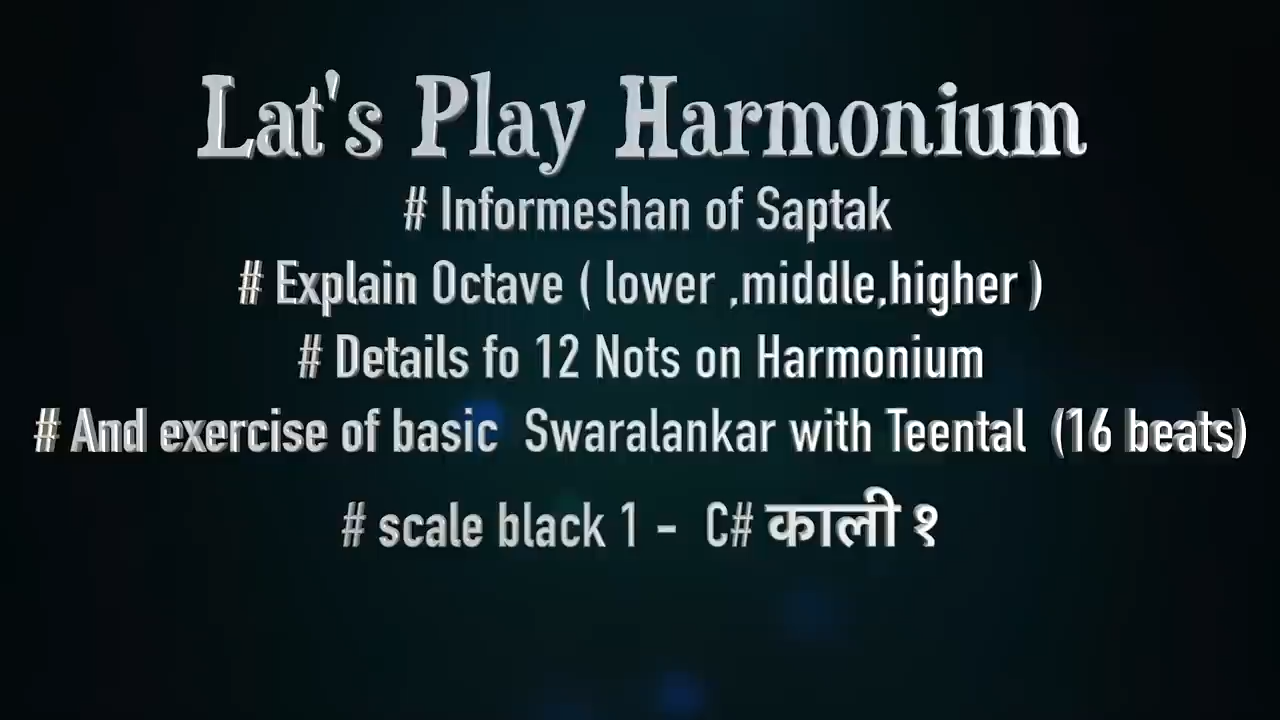 Lat's Play Harmonium
# Informeshan of Saptak
# Explain Octave ( lower ,middle,higher )
# Details fo 12 Nots on Harmonium
# And exercise of basic Swaralankar with Teental (16 beats)
# scale black 1 - C# काली १